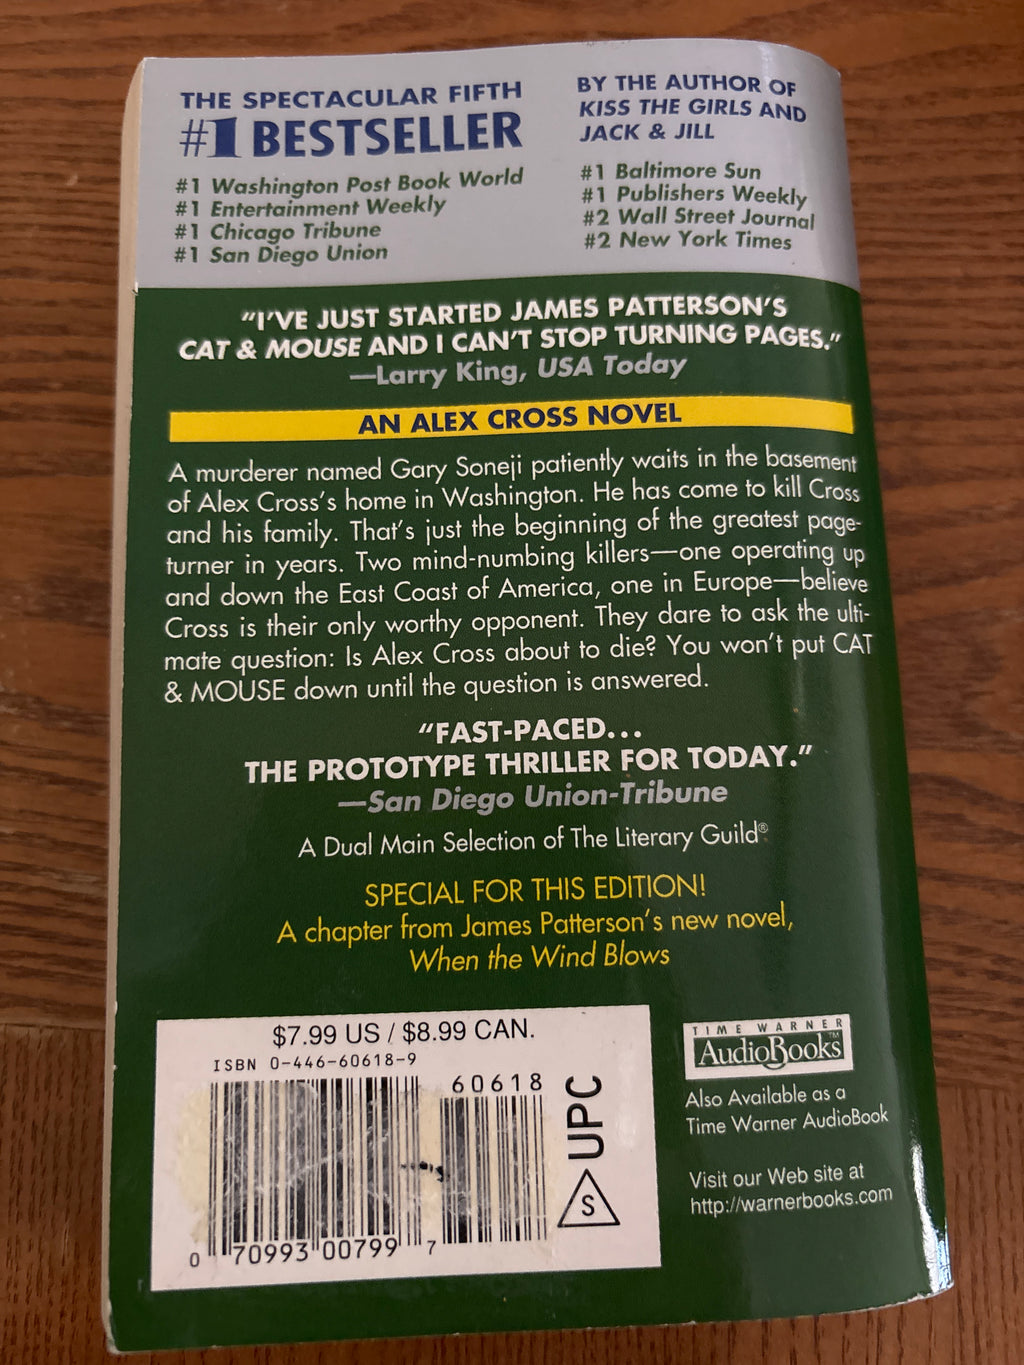 THE SPECTACULAR FIFTH
#1 BESTSELLER
#1 Washington Post Book World
#1 Entertainment Weekly
#1 Chicago Tribune
#1 San Diego Union
BY THE AUTHOR OF
KISS THE GIRLS AND
JACK & JILL
#1 Baltimore Sun
#1 Publishers Weekly
#2 Wall Street Journal
#2 New York Times
"I'VE JUST STARTED JAMES PATTERSON'S
CAT & MOUSE AND I CAN'T STOP TURNING PAGES."
—Larry King, USA Today
AN ALEX CROSS NOVEL
A murderer named Gary Soneji patiently waits in the basement
of Alex Cross's home in Washington. He has come to kill Cross
and his family. That's just the beginning of the greatest page-
turner in years. Two mind-numbing killers—one operating up
and down the East Coast of America, one in Europe—believe
Cross is their only worthy opponent. They dare to ask the ulti-
mate question: Is Alex Cross about to die? You won't put CAT
& MOUSE down until the question is answered.
"FAST-PACED...
THE PROTOTYPE THRILLER FOR TODAY."
—San Diego Union-Tribune
A Dual Main Selection of The Literary Guild®
SPECIAL FOR THIS EDITION!
A chapter from James Patterson's new novel,
When the Wind Blows
$7.99 US / $8.99 CAN.
ISBN 0-446-60618-9
60618
0 70993 00799 7
UPC
S
TIME WARNER
AudioBooks™
Also Available as a
Time Warner AudioBook
Visit our Web site at
http://warnerbooks.com